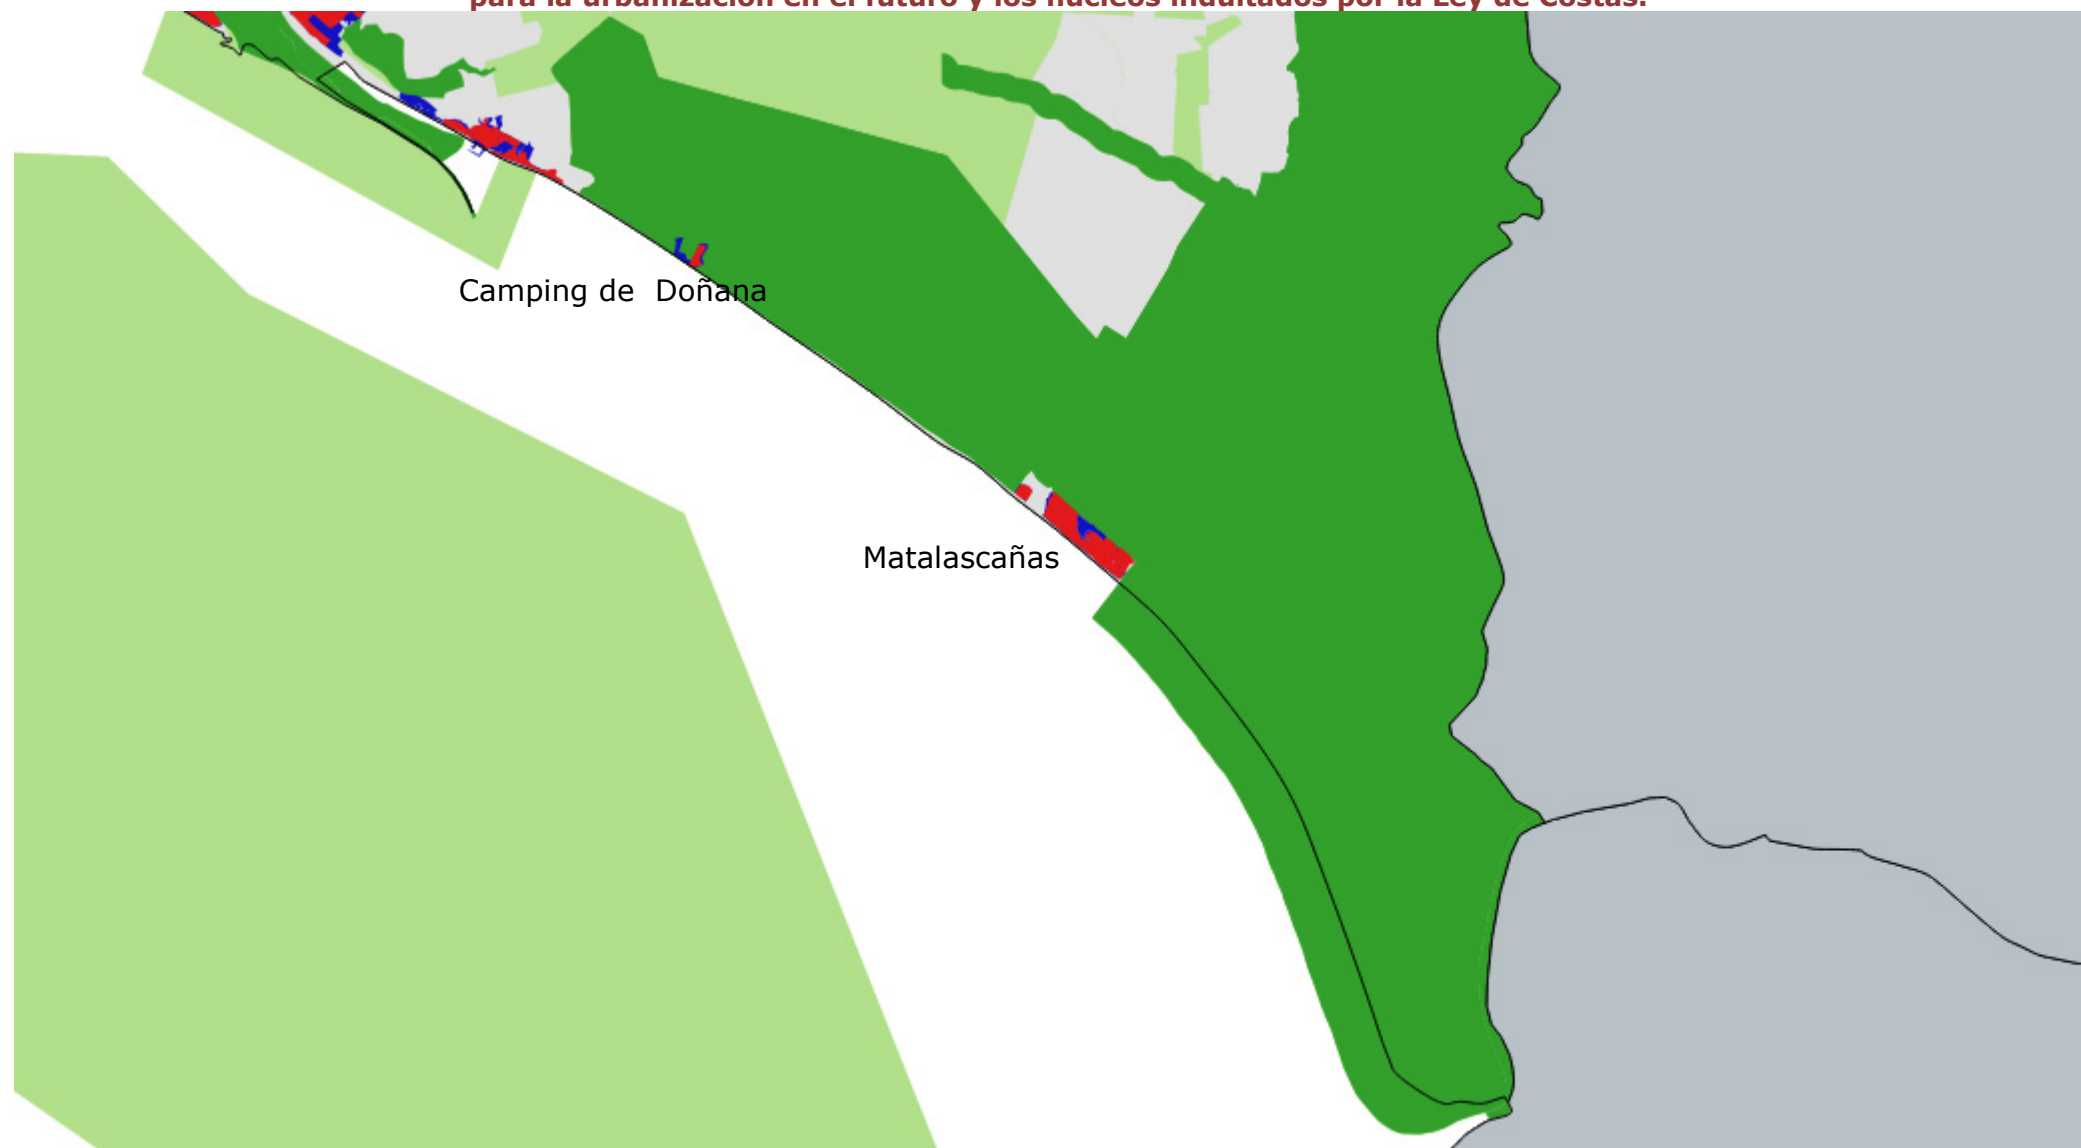 para la urbanización en el futuro y los núcleos indultados por la Ley de Costas.
Camping de Doñana
Matalascañas